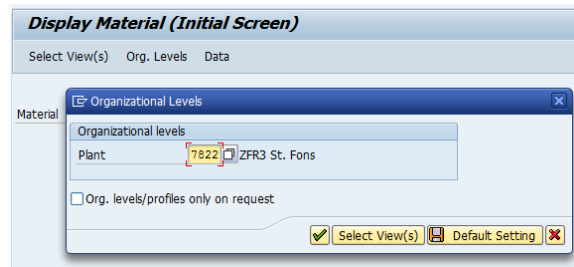 Display Material (Initial Screen)
Select View(s) Org. Levels Data
Material
Organizational Levels
Organizational levels
Plant 7822 ZFR3 St. Fons
Org. levels/profiles only on request
Select View(s) Default Setting